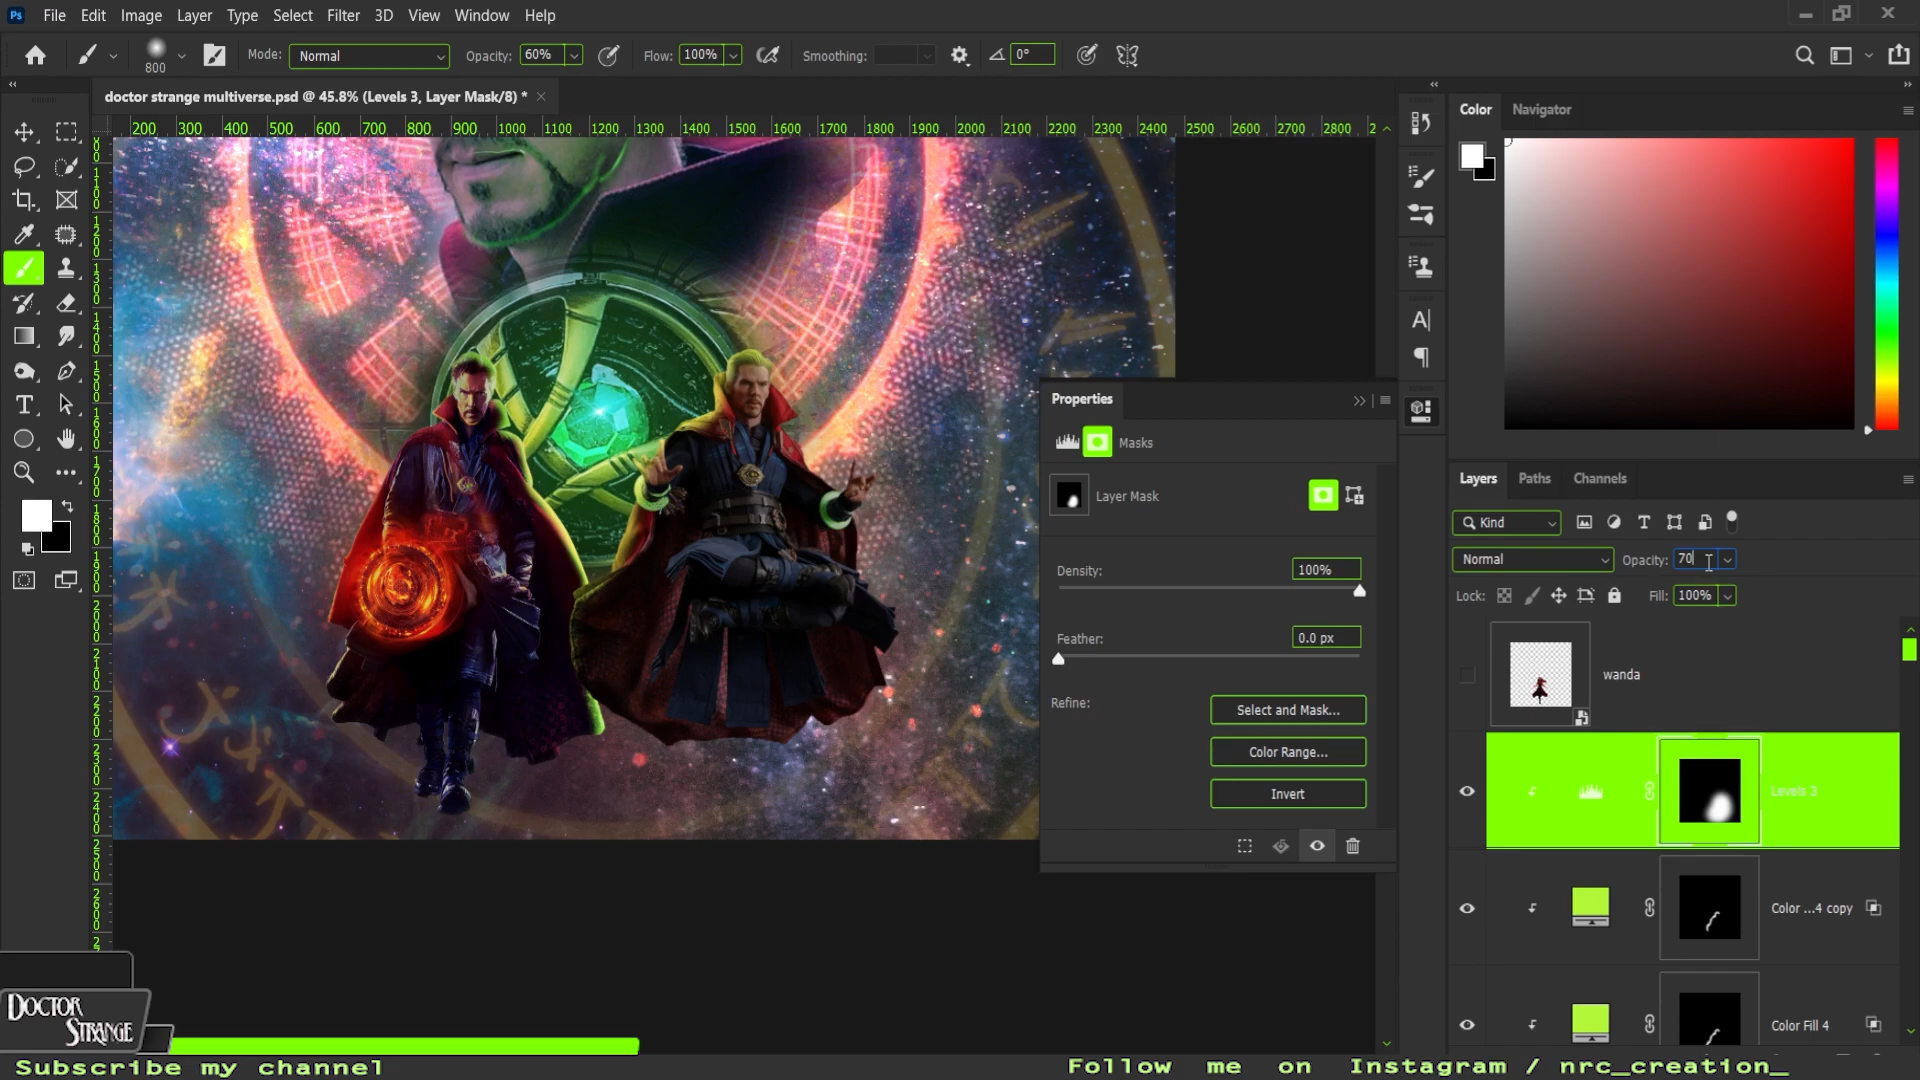 Ps File Edit Image Layer Type Select Filter 3D View Window Help
800 Mode: Normal Opacity: 60% Flow: 100% Smoothing: 0°
doctor strange multiverse.psd @ 45.8% (Levels 3, Layer Mask/8) *
200 300 400 500 600 700 800 900 1000 1100 1200 1300 1400 1500 1600 1700 1800 1900 2000 2100 2200 2300 2400 2500 2600 2700 2800 2
Color Navigator
Properties
Masks
Layer Mask
Density: 100%
Feather: 0.0 px
Refine: Select and Mask...
Color Range...
Invert
Layers Paths Channels
Kind
Normal Opacity: 70
Lock: Fill: 100%
wanda
Levels 3
Color ...4 copy
Color Fill 4
DOCTOR STRANGE
Subscribe my channel
Follow me on Instagram / nrc_creation_